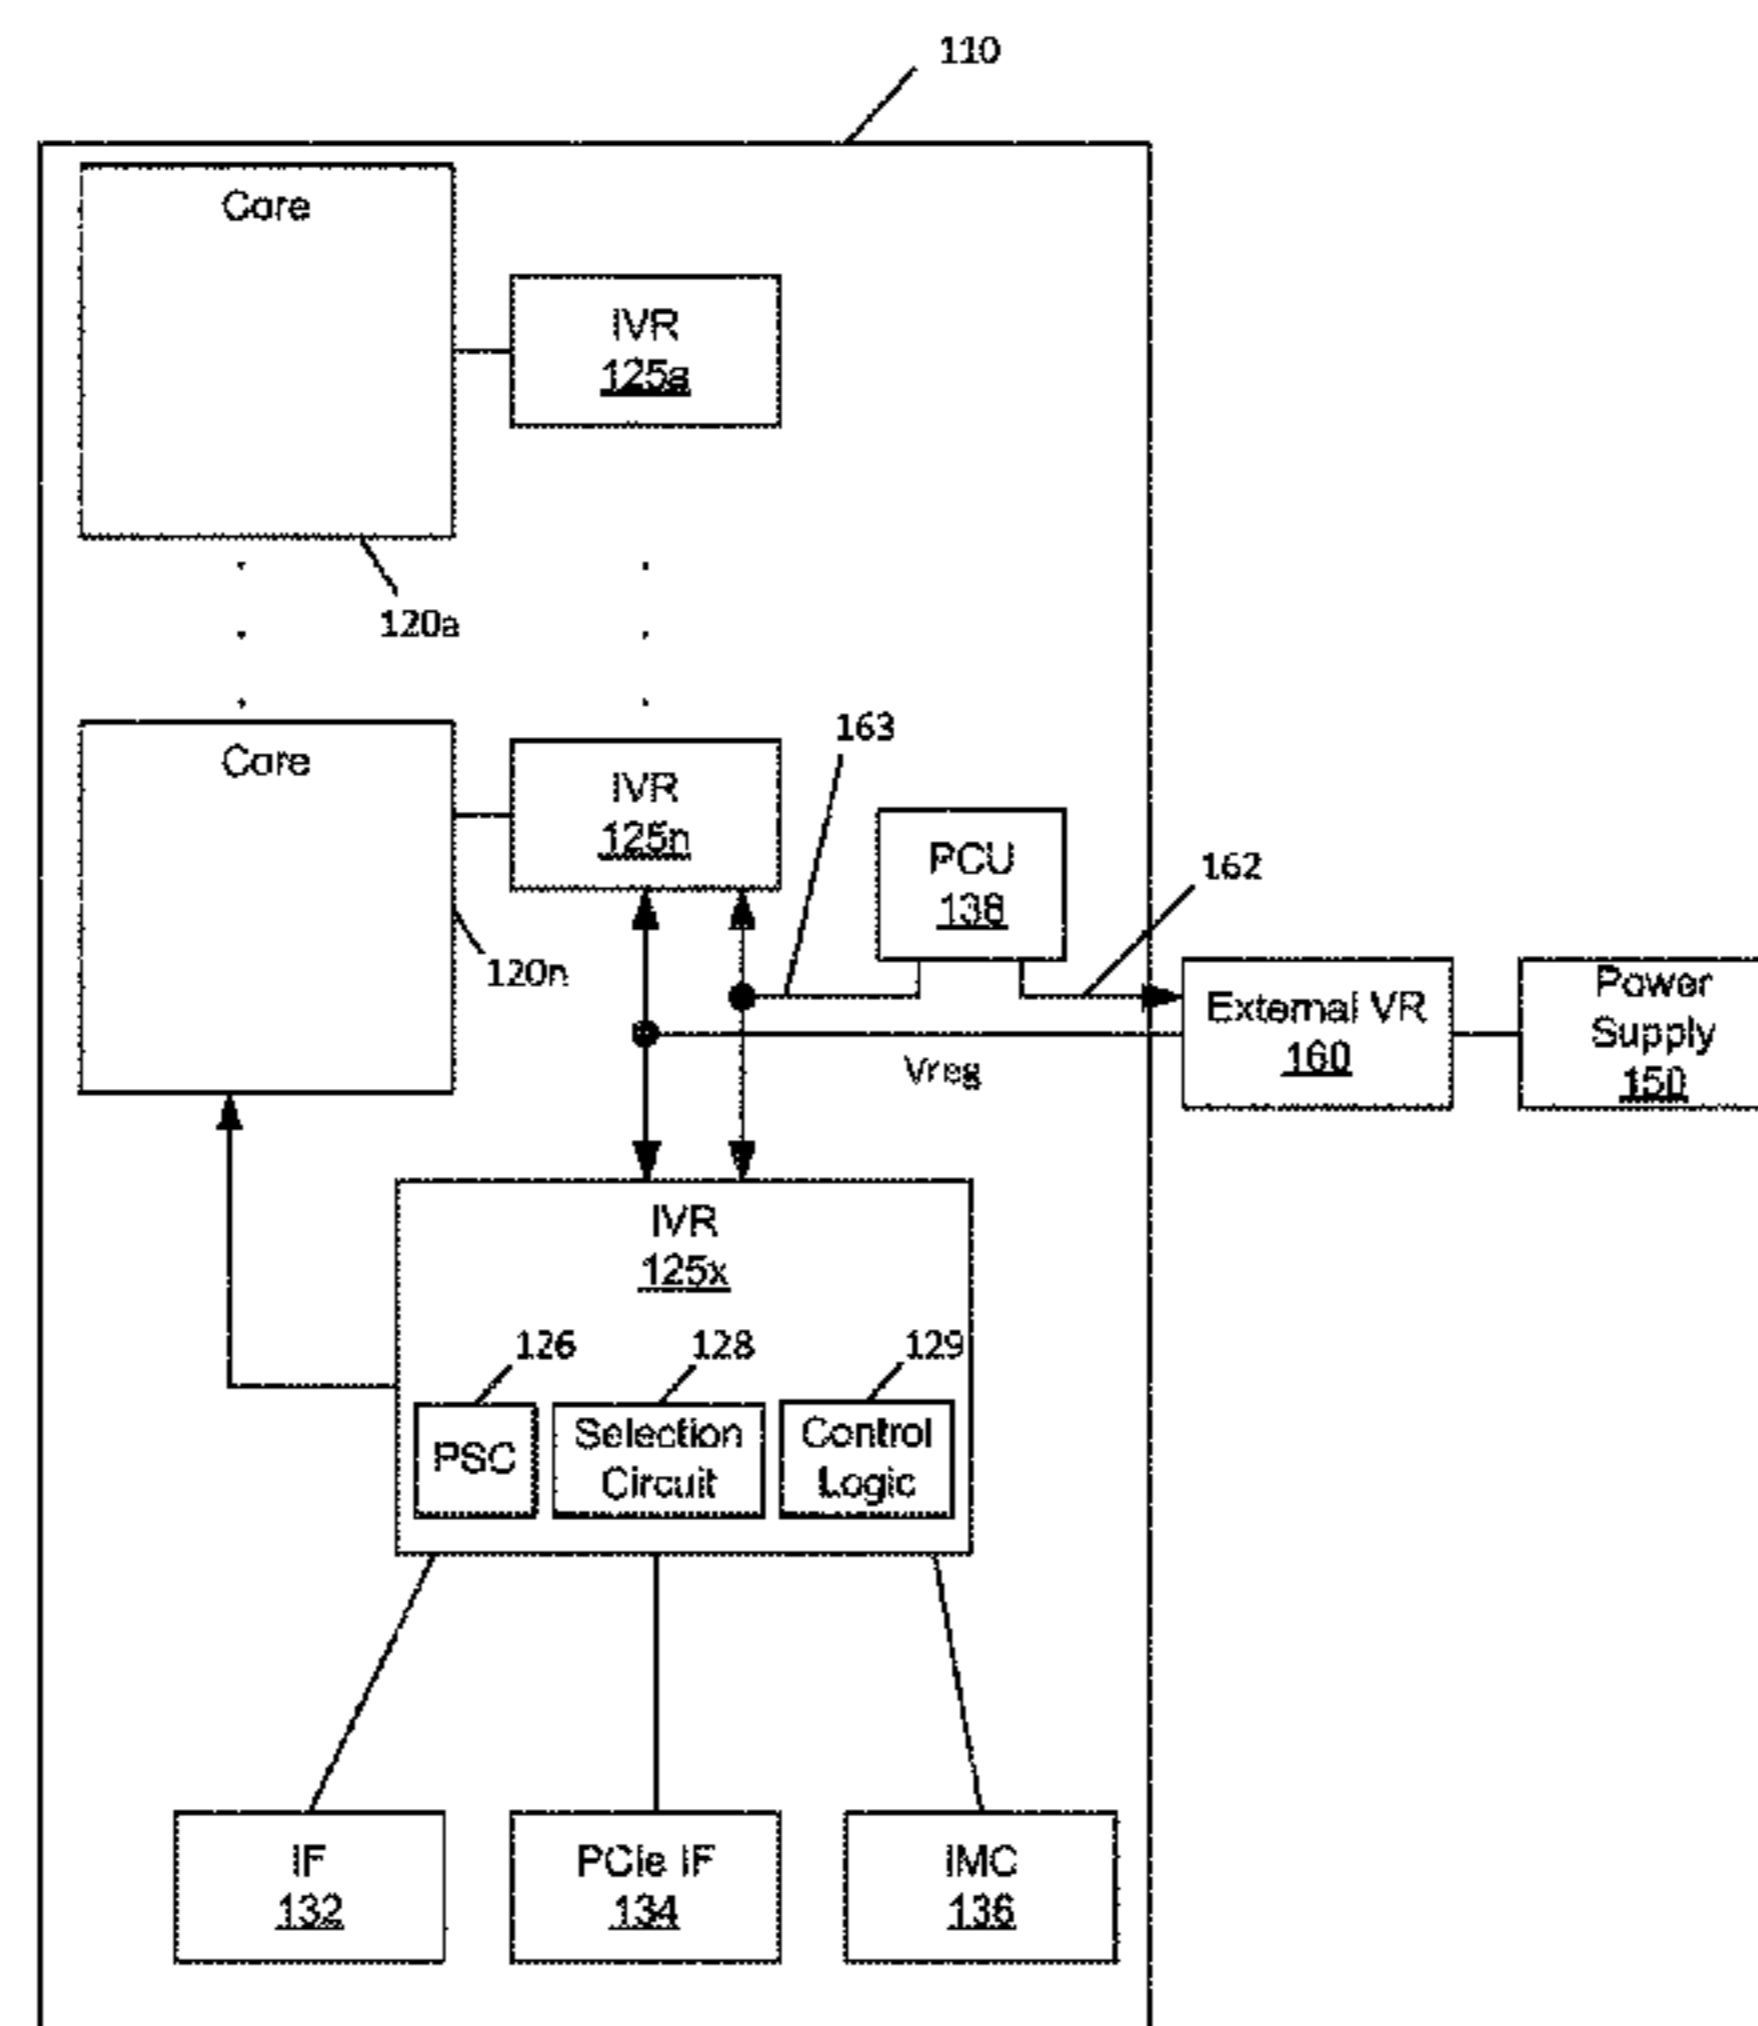 110
Core
IVR
125a
120a
Core
IVR
125n
163
PCU
138
162
120n
External VR
160
Power
Supply
150
Vreg
IVR
125x
126
128
129
PSC
Selection
Circuit
Control
Logic
IF
132
PCIe IF
134
IMC
136